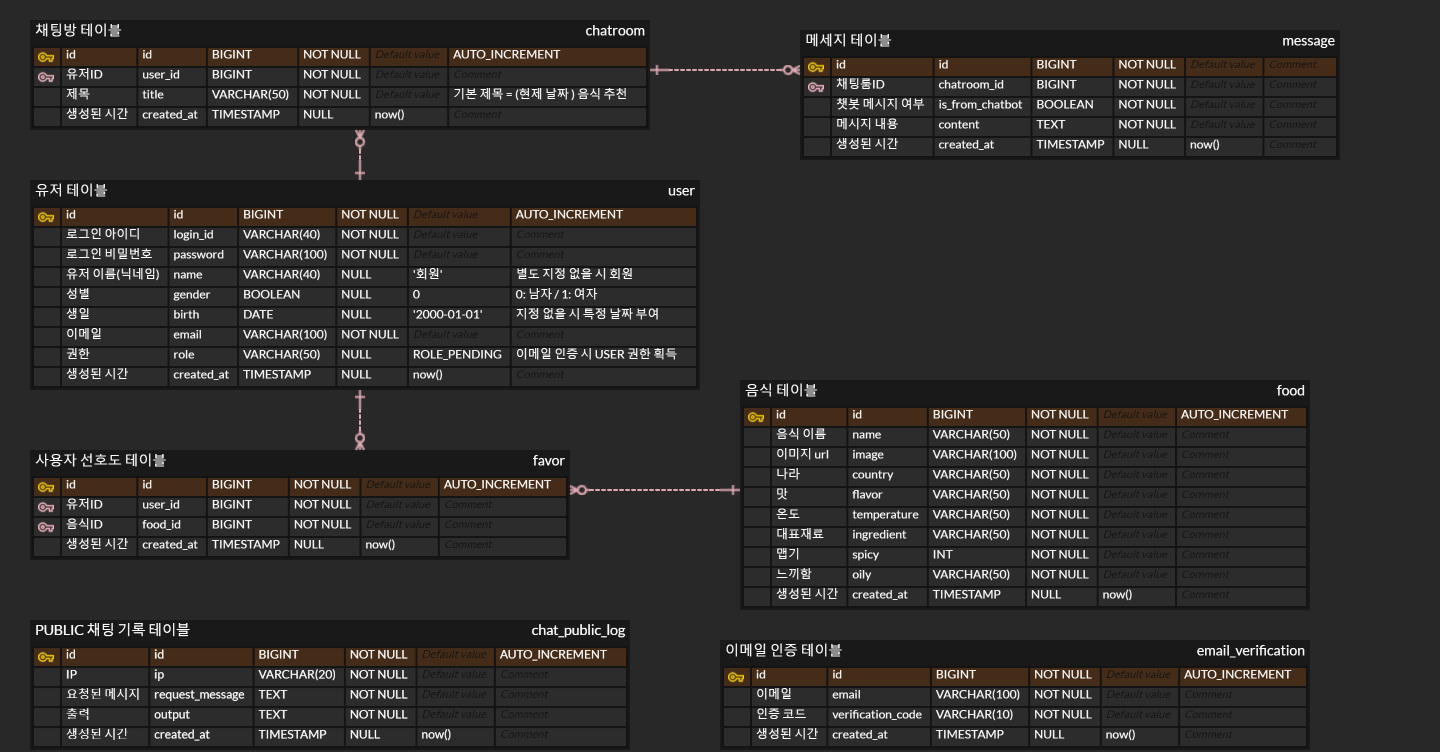 채팅방 테이블 chatroom
id id BIGINT NOT NULL Default value AUTO_INCREMENT
유저ID user_id BIGINT NOT NULL Default value Comment
제목 title VARCHAR(50) NOT NULL Default value 기본 제목 = (현제 날짜 ) 음식 추천
생성된 시간 created_at TIMESTAMP NULL now() Comment
메세지 테이블 message
id id BIGINT NOT NULL Default value Comment
채팅룸ID chatroom_id BIGINT NOT NULL Default value Comment
챗봇 메시지 여부 is_from_chatbot BOOLEAN NOT NULL Default value Comment
메시지 내용 content TEXT NOT NULL Default value Comment
생성된 시간 created_at TIMESTAMP NULL now() Comment
유저 테이블 user
id id BIGINT NOT NULL Default value AUTO_INCREMENT
로그인 아이디 login_id VARCHAR(40) NOT NULL Default value Comment
로그인 비밀번호 password VARCHAR(100) NOT NULL Default value Comment
유저 이름(닉네임) name VARCHAR(40) NULL '회원' 별도 지정 없을 시 회원
성별 gender BOOLEAN NULL 0 0: 남자 / 1: 여자
생일 birth DATE NULL '2000-01-01' 지정 없을 시 특정 날짜 부여
이메일 email VARCHAR(100) NOT NULL Default value Comment
권한 role VARCHAR(50) NULL ROLE_PENDING 이메일 인증 시 USER 권한 획득
생성된 시간 created_at TIMESTAMP NULL now() Comment
음식 테이블 food
id id BIGINT NOT NULL Default value AUTO_INCREMENT
음식 이름 name VARCHAR(50) NOT NULL Default value Comment
이미지 url image VARCHAR(100) NOT NULL Default value Comment
나라 country VARCHAR(50) NOT NULL Default value Comment
맛 flavor VARCHAR(50) NOT NULL Default value Comment
온도 temperature VARCHAR(50) NOT NULL Default value Comment
대표재료 ingredient VARCHAR(50) NOT NULL Default value Comment
맵기 spicy INT NOT NULL Default value Comment
느끼함 oily VARCHAR(50) NOT NULL Default value Comment
생성된 시간 created_at TIMESTAMP NULL now() Comment
사용자 선호도 테이블 favor
id id BIGINT NOT NULL Default value AUTO_INCREMENT
유저ID user_id BIGINT NOT NULL Default value Comment
음식ID food_id BIGINT NOT NULL Default value Comment
생성된 시간 created_at TIMESTAMP NULL now() Comment
PUBLIC 채팅 기록 테이블 chat_public_log
id id BIGINT NOT NULL Default value AUTO_INCREMENT
IP ip VARCHAR(20) NOT NULL Default value Comment
요청된 메시지 request_message TEXT NOT NULL Default value Comment
출력 output TEXT NOT NULL Default value Comment
생성된 시간 created_at TIMESTAMP NULL now() Comment
이메일 인증 테이블 email_verification
id id BIGINT NOT NULL Default value AUTO_INCREMENT
이메일 email VARCHAR(100) NOT NULL Default value Comment
인증 코드 verification_code VARCHAR(10) NOT NULL Default value Comment
생성된 시간 created_at TIMESTAMP NULL now() Comment